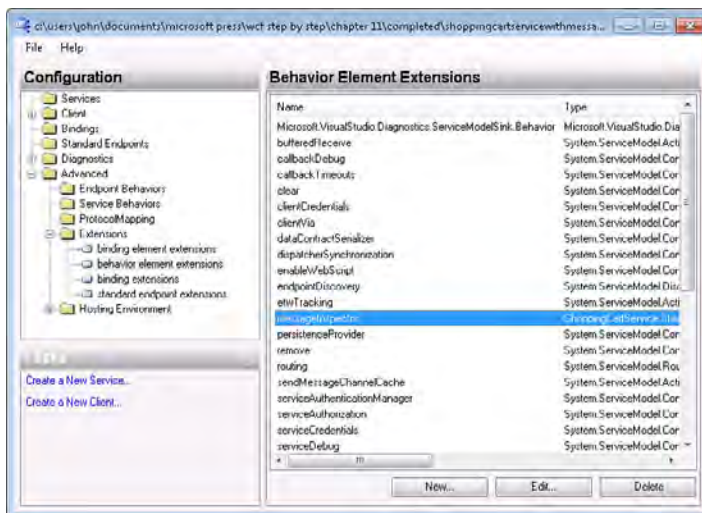 c:\users\john\documents\microsoft press\wcf step by step\chapter 11\completed\shoppingcartservicewithmessa...
File Help
Configuration
Services
Client
Bindings
Standard Endpoints
Diagnostics
Advanced
Endpoint Behaviors
Service Behaviors
ProtocolMapping
Extensions
binding element extensions
behavior element extensions
binding extensions
standard endpoint extensions
Hosting Environment
Create a New Service...
Create a New Client...
Behavior Element Extensions
Name Type
Microsoft.VisualStudio.Diagnostics.ServiceModelSink.Behavior Microsoft.VisualStudio.Dia
bufferedReceive System.ServiceModel.Acti
callbackDebug System.ServiceModel.Cor
callbackTimeouts System.ServiceModel.Cor
clear System.ServiceModel.Cor
clientCredentials System.ServiceModel.Cor
clientVia System.ServiceModel.Cor
dataContractSerializer System.ServiceModel.Cor
dispatcherSynchronization System.ServiceModel.Cor
enableWebScript System.ServiceModel.Cor
endpointDiscovery System.ServiceModel.Disc
etwTracking System.ServiceModel.Acti
messageInspector ShoppingCartService.Sho
persistenceProvider System.ServiceModel.Cor
remove System.ServiceModel.Cor
routing System.ServiceModel.Rou
sendMessageChannelCache System.ServiceModel.Acti
serviceAuthenticationManager System.ServiceModel.Cor
serviceAuthorization System.ServiceModel.Cor
serviceCredentials System.ServiceModel.Cor
serviceDebug System.ServiceModel.Cor
New... Edit... Delete